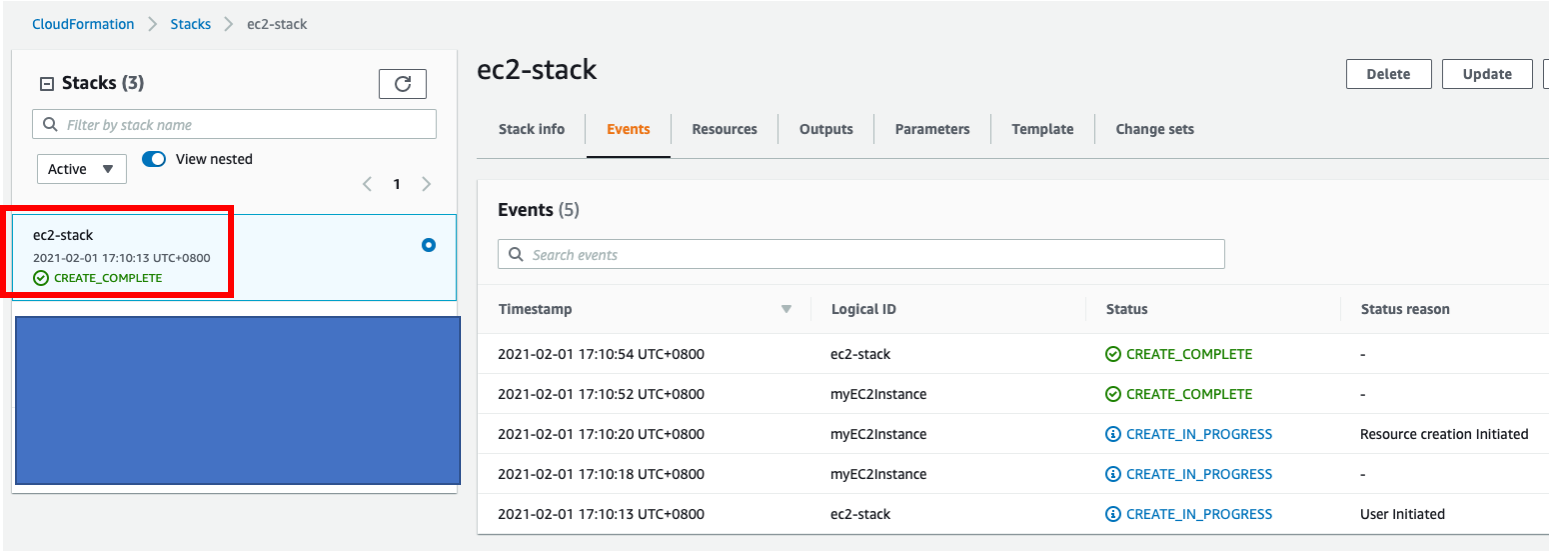 CloudFormation > Stacks > ec2-stack
Stacks (3)
Filter by stack name
Active View nested
1
ec2-stack
2021-02-01 17:10:13 UTC+0800
CREATE_COMPLETE
ec2-stack
Delete Update
Stack info Events Resources Outputs Parameters Template Change sets
Events (5)
Search events
Timestamp Logical ID Status Status reason
2021-02-01 17:10:54 UTC+0800 ec2-stack CREATE_COMPLETE -
2021-02-01 17:10:52 UTC+0800 myEC2Instance CREATE_COMPLETE -
2021-02-01 17:10:20 UTC+0800 myEC2Instance CREATE_IN_PROGRESS Resource creation Initiated
2021-02-01 17:10:18 UTC+0800 myEC2Instance CREATE_IN_PROGRESS -
2021-02-01 17:10:13 UTC+0800 ec2-stack CREATE_IN_PROGRESS User Initiated